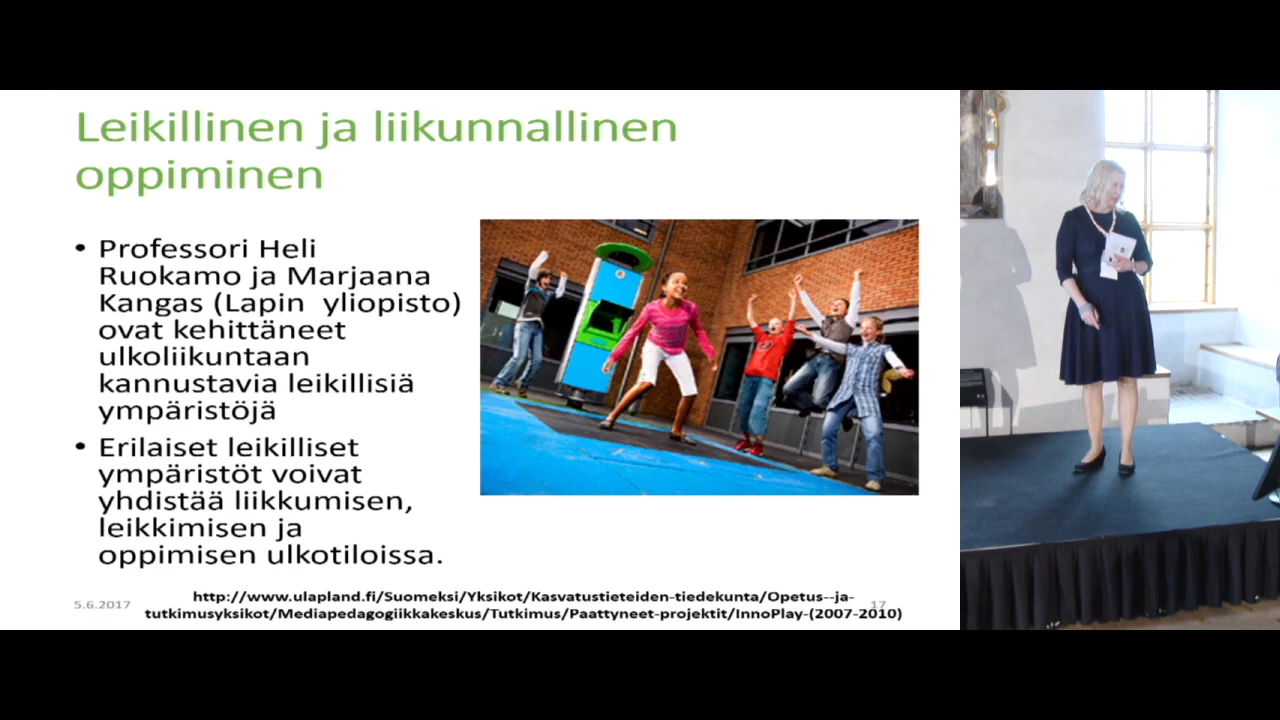 Leikillinen ja liikunnallinen
oppiminen
• Professori Heli
Ruokamo ja Marjaana
Kangas (Lapin yliopisto)
ovat kehittäneet
ulkoliikuntaan
kannustavia leikillisiä
ympäristöjä
• Erilaiset leikilliset
ympäristöt voivat
yhdistää liikkumisen,
leikkimisen ja
oppimisen ulkotiloissa.
5.6.2017
http://www.ulapland.fi/Suomeksi/Yksikot/Kasvatustieteiden-tiedekunta/Opetus--ja-
tutkimusyksikot/Mediapedagogiikkakeskus/Tutkimus/Paattyneet-projektit/InnoPlay-(2007-2010)
17